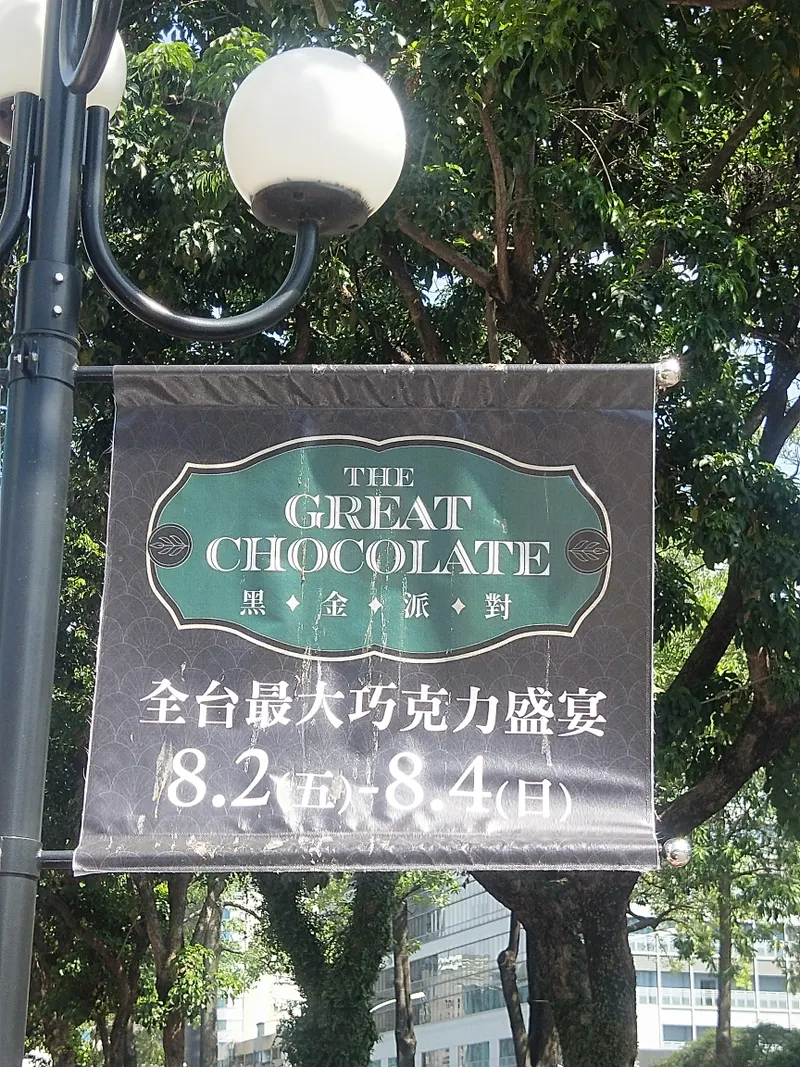 THE
GREAT
CHOCOLATE
黑金派對
全台最大巧克力盛宴
8.2(五)-8.4(日)